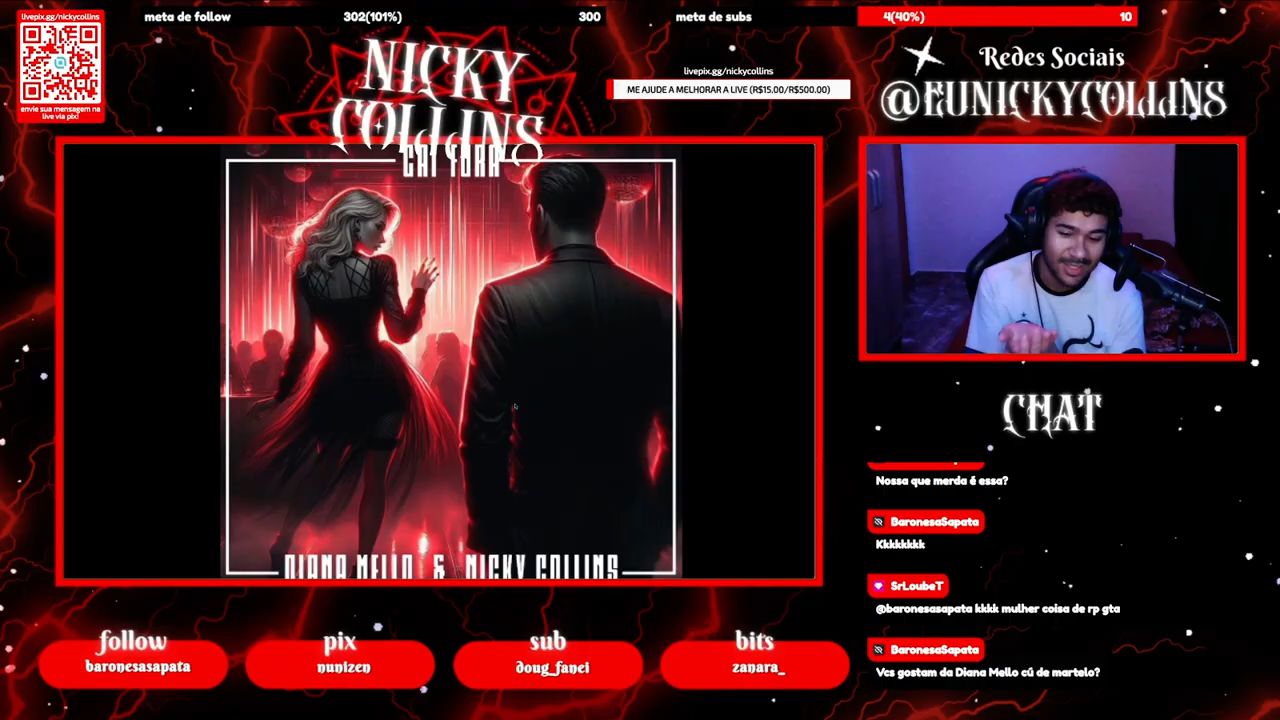 livepix.gg/nickycollins
envie sua mensagem na
live via pix!
meta de follow
302(101%)
300
meta de subs
4(40%)
10
NICKY
COLLINS
livepix.gg/nickycollins
ME AJUDE A MELHORAR A LIVE (R$15.00/R$500.00)
Redes Sociais
@EUNICKYCOLLINS
DIANA MELLO & NICKY COLLINS
CHAT
Nossa que merda é essa?
BaronesaSapata
Kkkkkkkk
SrLoubeT
@baronesasapata kkkk mulher coisa de rp gta
BaronesaSapata
Vcs gostam da Diana Mello cú de martelo?
follow
baronesasapata
pix
nunizen
sub
doug_fanei
bits
zanara_